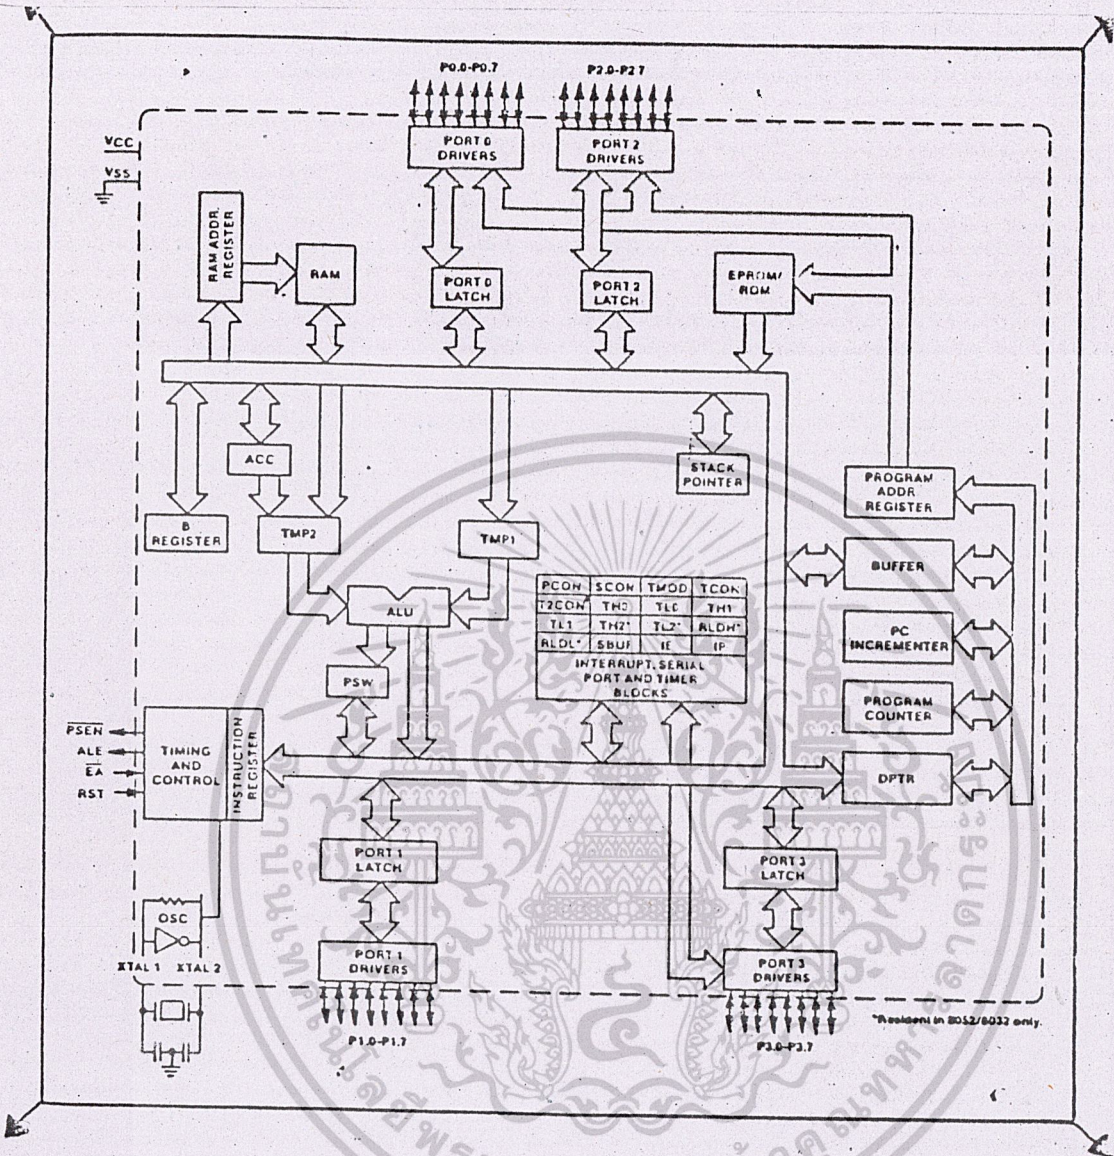 P0.0-P0.7
P2.0-P2.7
VCC
VSS
PORT 0
DRIVERS
PORT 2
DRIVERS
RAM ADDR.
REGISTER
RAM
PORT 0
LATCH
PORT 2
LATCH
EPROM/
ROM
ACC
STACK
POINTER
PROGRAM
ADDR
REGISTER
B
REGISTER
TMP2
TMP1
BUFFER
ALU
PCON SCON TMOD TCON
T2CON TH0 TL0 TH1
TL1 TH2* TL2* RLDH*
RLDL* SBUF IE IP
INTERRUPT, SERIAL
PORT AND TIMER
BLOCKS
PC
INCREMENTER
PSW
PROGRAM
COUNTER
PSEN
ALE
EA
RST
TIMING
AND
CONTROL
INSTRUCTION
REGISTER
DPTR
PORT 1
LATCH
PORT 3
LATCH
OSC
XTAL 1 XTAL 2
PORT 1
DRIVERS
PORT 3
DRIVERS
*Resident in 8052/8032 only.
P1.0-P1.7
P3.0-P3.7